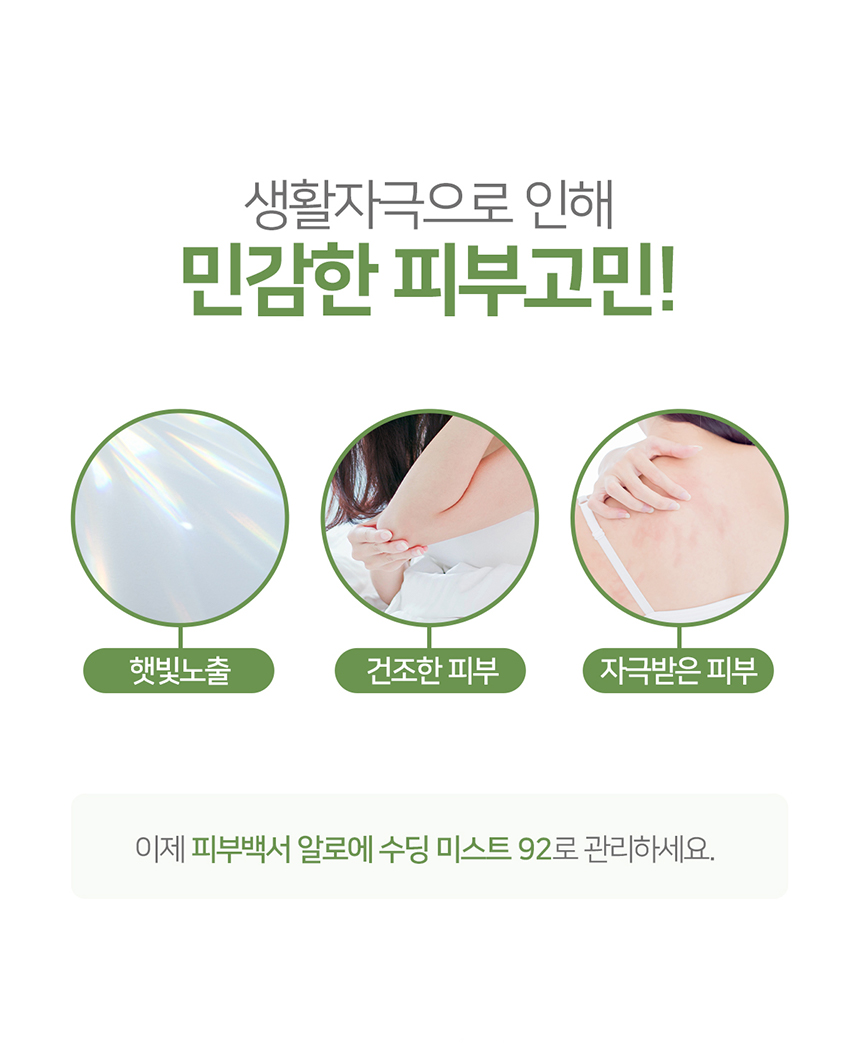 생활자극으로 인해
민감한 피부고민!
햇빛노출
건조한 피부
자극받은 피부
이제 피부백서 알로에 수딩 미스트 92로 관리하세요.